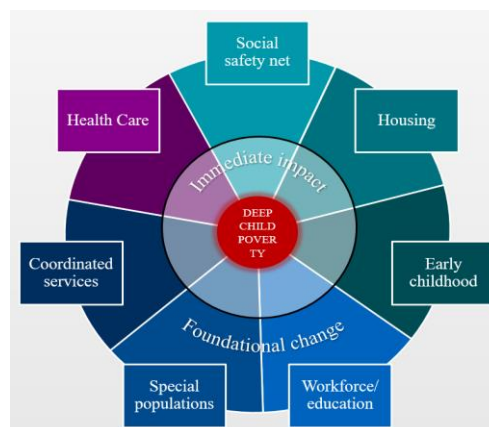 Social
safety net
Health Care
Housing
Immediate impact
DEEP
CHILD
POVER
TY
Coordinated
services
Early
childhood
Foundational change
Special
populations
Workforce/
education